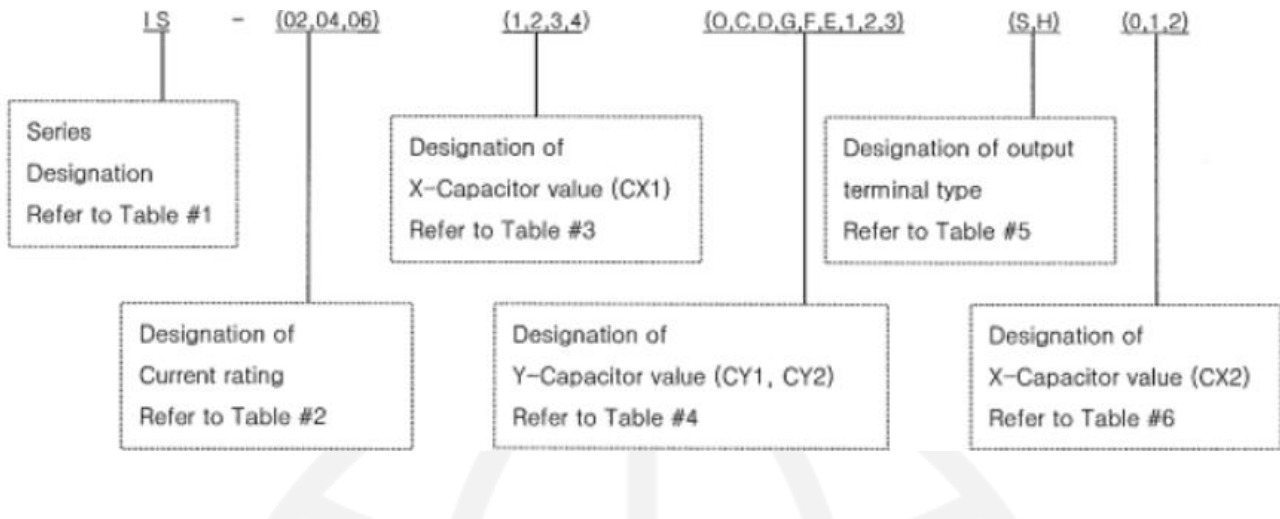 IS - (02,04,06) (1,2,3,4) (O,C,D,G,F,E,1,2,3) (S,H) (0,1,2)
Series
Designation
Refer to Table #1
Designation of
X-Capacitor value (CX1)
Refer to Table #3
Designation of output
terminal type
Refer to Table #5
Designation of
Current rating
Refer to Table #2
Designation of
Y-Capacitor value (CY1, CY2)
Refer to Table #4
Designation of
X-Capacitor value (CX2)
Refer to Table #6